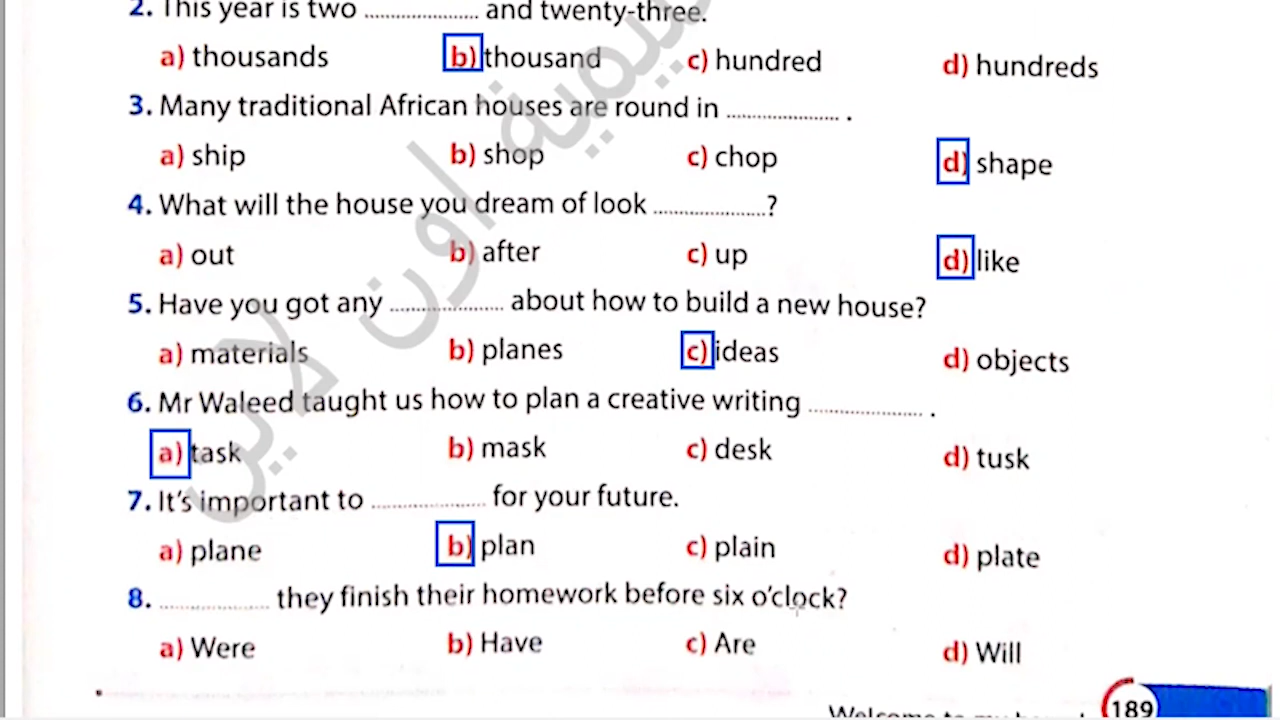 2. This year is two .................... and twenty-three.
a) thousands b) thousand c) hundred d) hundreds
3. Many traditional African houses are round in .................... .
a) ship b) shop c) chop d) shape
4. What will the house you dream of look ....................?
a) out b) after c) up d) like
5. Have you got any .................... about how to build a new house?
a) materials b) planes c) ideas d) objects
6. Mr Waleed taught us how to plan a creative writing .................... .
a) task b) mask c) desk d) tusk
7. It's important to .................... for your future.
a) plane b) plan c) plain d) plate
8. .................... they finish their homework before six o'clock?
a) Were b) Have c) Are d) Will
189
اون لاين